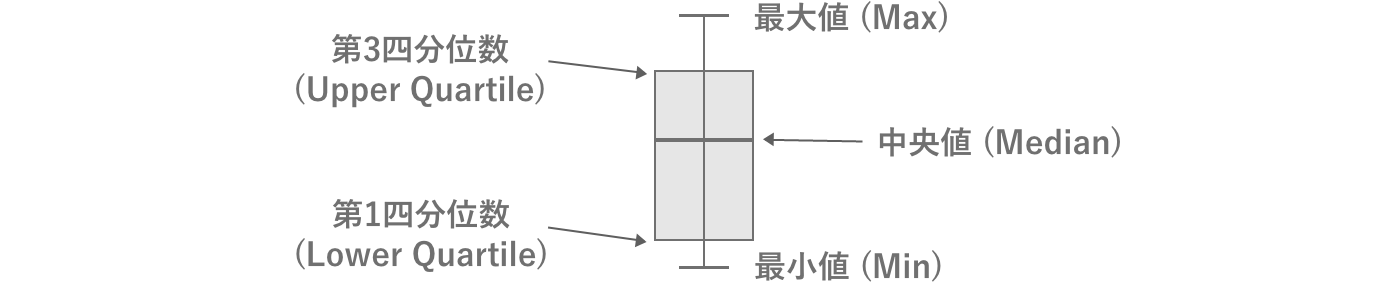 最大値 (Max)
第3四分位数
(Upper Quartile)
中央値 (Median)
第1四分位数
(Lower Quartile)
最小値 (Min)